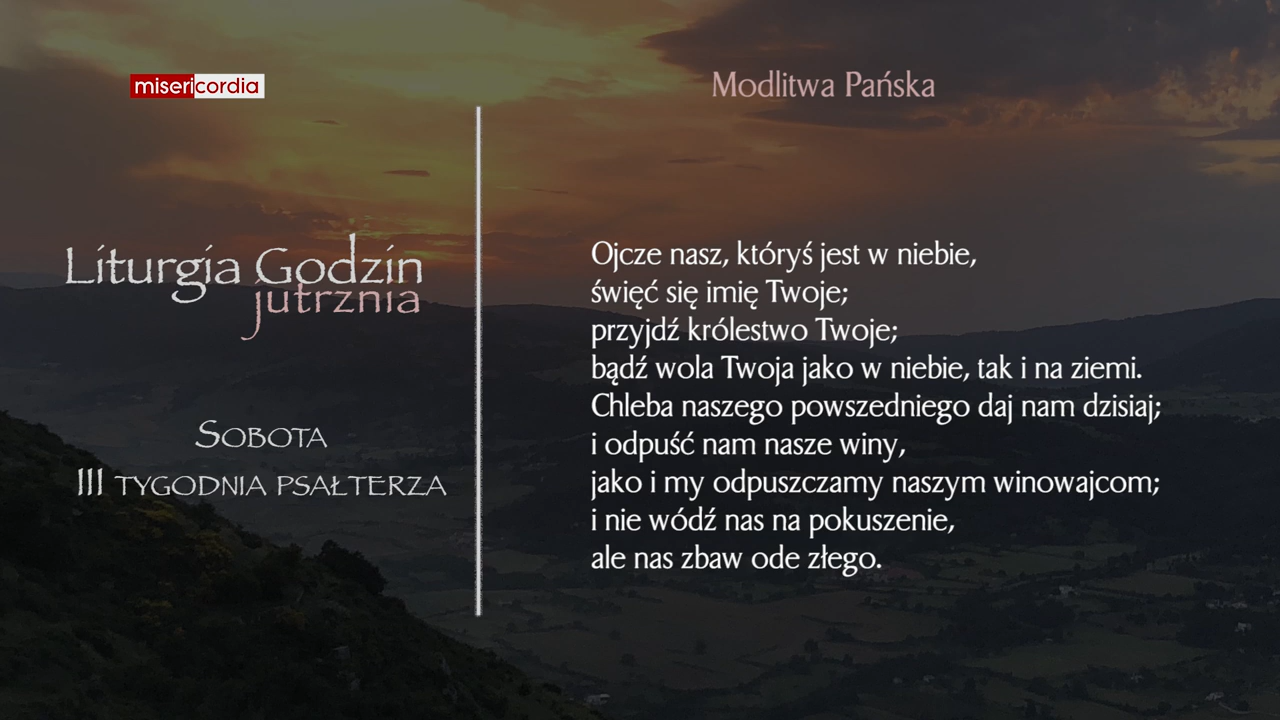 misericordia
Liturgia Godzin
jutrznia
Sobota
III tygodnia psałterza
Modlitwa Pańska
Ojcze nasz, któryś jest w niebie,
święć się imię Twoje;
przyjdź królestwo Twoje;
bądź wola Twoja jako w niebie, tak i na ziemi.
Chleba naszego powszedniego daj nam dzisiaj;
i odpuść nam nasze winy,
jako i my odpuszczamy naszym winowajcom;
i nie wódź nas na pokuszenie,
ale nas zbaw ode złego.